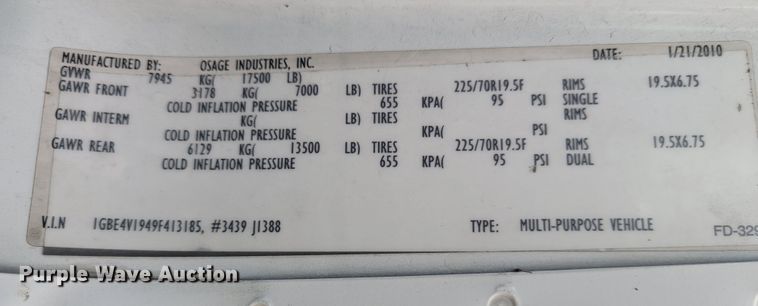 MANUFACTURED BY: OSAGE INDUSTRIES, INC. DATE: 1/21/2010
GVWR 7945 KG( 17500 LB)
GAWR FRONT 3178 KG( 7000 LB) TIRES 225/70R19.5F RIMS 19.5X6.75
COLD INFLATION PRESSURE 655 KPA( 95 PSI SINGLE
GAWR INTERM KG( LB) TIRES RIMS
COLD INFLATION PRESSURE KPA( PSI
GAWR REAR 6129 KG( 13500 LB) TIRES 225/70R19.5F RIMS 19.5X6.75
COLD INFLATION PRESSURE 655 KPA( 95 PSI DUAL
V.I.N 1GBE4V1949F413185, #3439 J1388 TYPE: MULTI-PURPOSE VEHICLE
FD-329
Purple Wave Auction